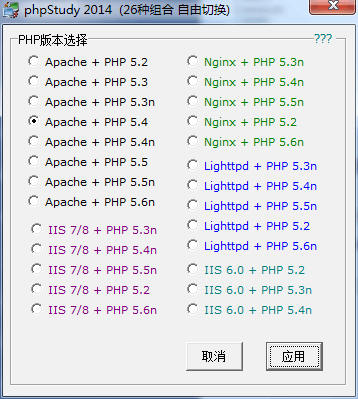 phpStudy 2014 (26种组合 自由切换)
PHP版本选择
???
Apache + PHP 5.2
Apache + PHP 5.3
Apache + PHP 5.3n
Apache + PHP 5.4
Apache + PHP 5.4n
Apache + PHP 5.5
Apache + PHP 5.5n
Apache + PHP 5.6n
IIS 7/8 + PHP 5.3n
IIS 7/8 + PHP 5.4n
IIS 7/8 + PHP 5.5n
IIS 7/8 + PHP 5.2
IIS 7/8 + PHP 5.6n
Nginx + PHP 5.3n
Nginx + PHP 5.4n
Nginx + PHP 5.5n
Nginx + PHP 5.2
Nginx + PHP 5.6n
Lighttpd + PHP 5.3n
Lighttpd + PHP 5.4n
Lighttpd + PHP 5.5n
Lighttpd + PHP 5.2
Lighttpd + PHP 5.6n
IIS 6.0 + PHP 5.2
IIS 6.0 + PHP 5.3n
IIS 6.0 + PHP 5.4n
取消
应用